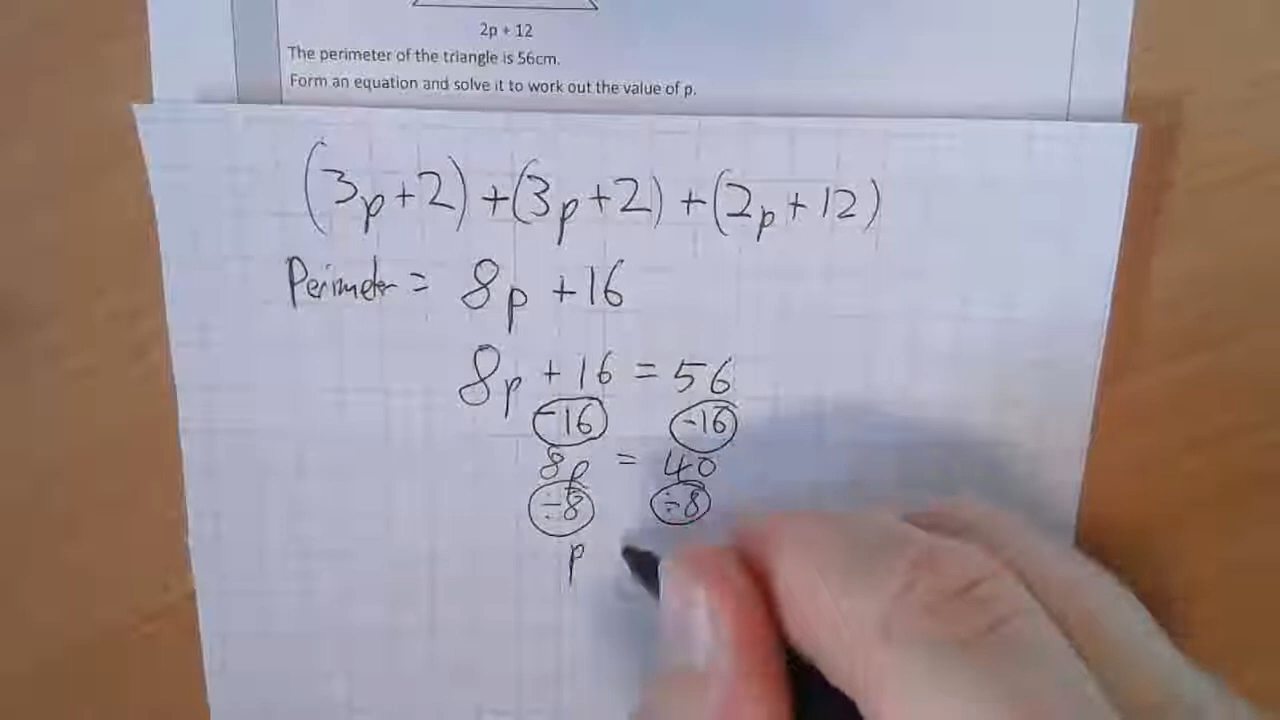 2p + 12
The perimeter of the triangle is 56cm.
Form an equation and solve it to work out the value of p.
(3p+2) +(3p+2) +(2p+12)
Perimeter = 8p +16
8p + 16 = 56
-16 -16
8p = 40
÷8 ÷8
p